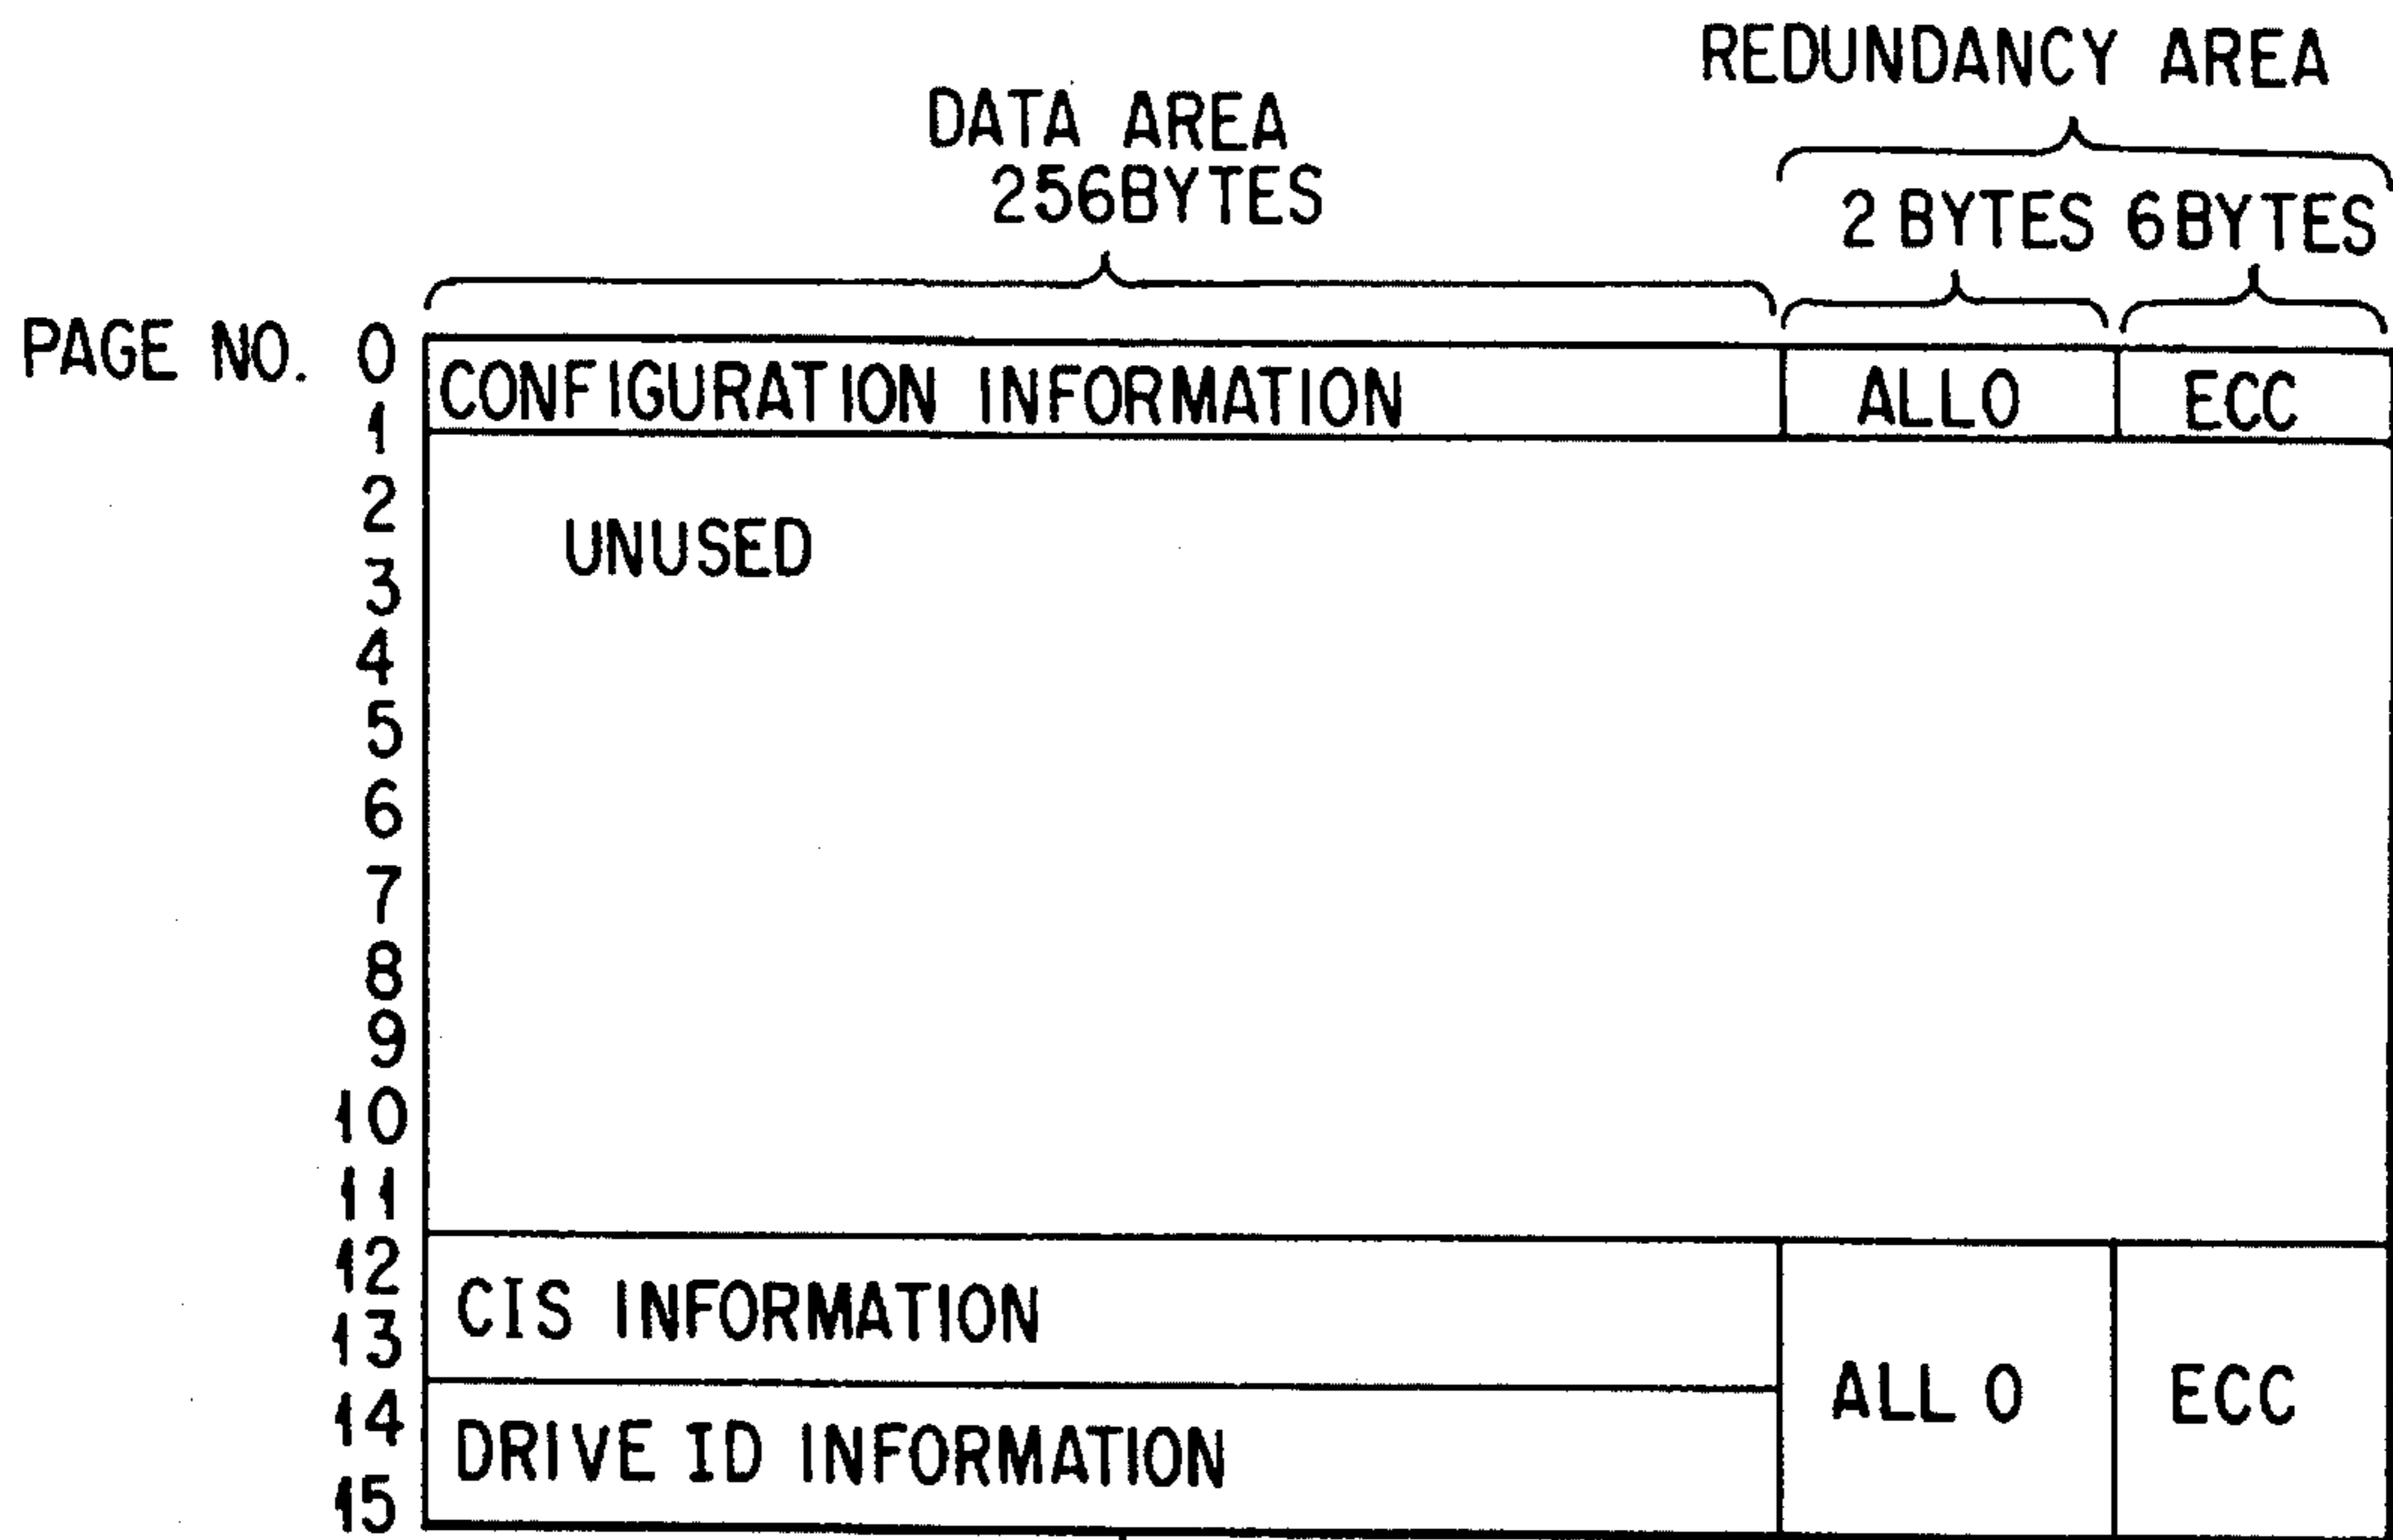 REDUNDANCY AREA
DATA AREA
256BYTES
2 BYTES 6BYTES
PAGE NO. 0
CONFIGURATION INFORMATION ALL0 ECC
1
2
UNUSED
3
4
5
6
7
8
9
10
11
12
CIS INFORMATION
13
ALL 0 ECC
14
DRIVE ID INFORMATION
15